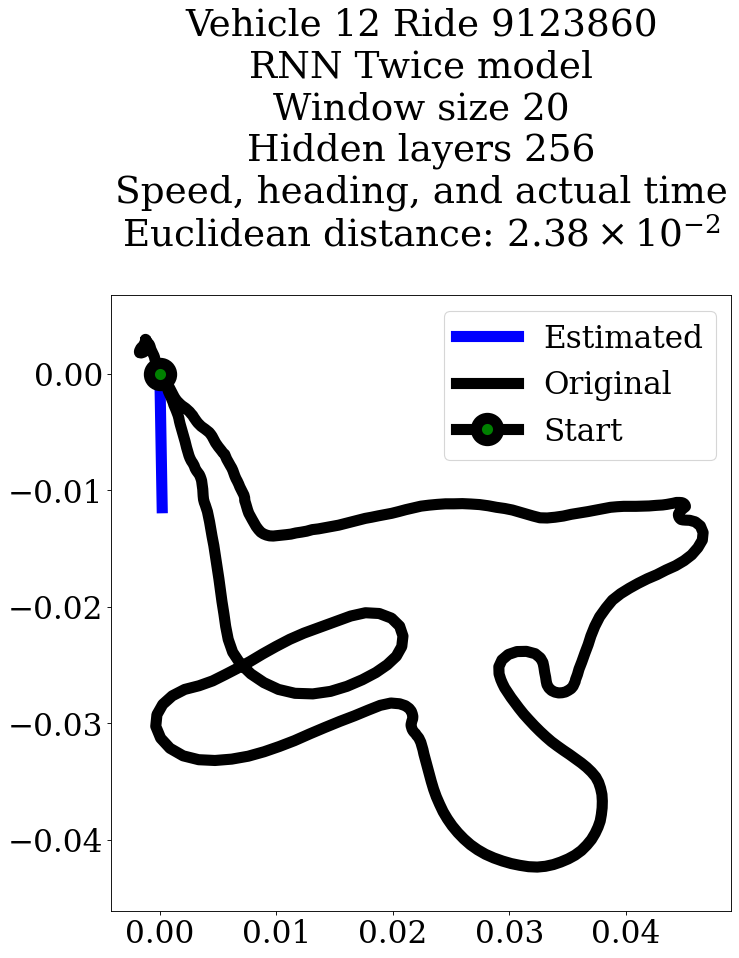 Vehicle 12 Ride 9123860
RNN Twice model
Window size 20
Hidden layers 256
Speed, heading, and actual time
Euclidean distance: 2.38 × 10⁻²
Estimated
Original
Start
0.00
−0.01
−0.02
−0.03
−0.04
0.00 0.01 0.02 0.03 0.04